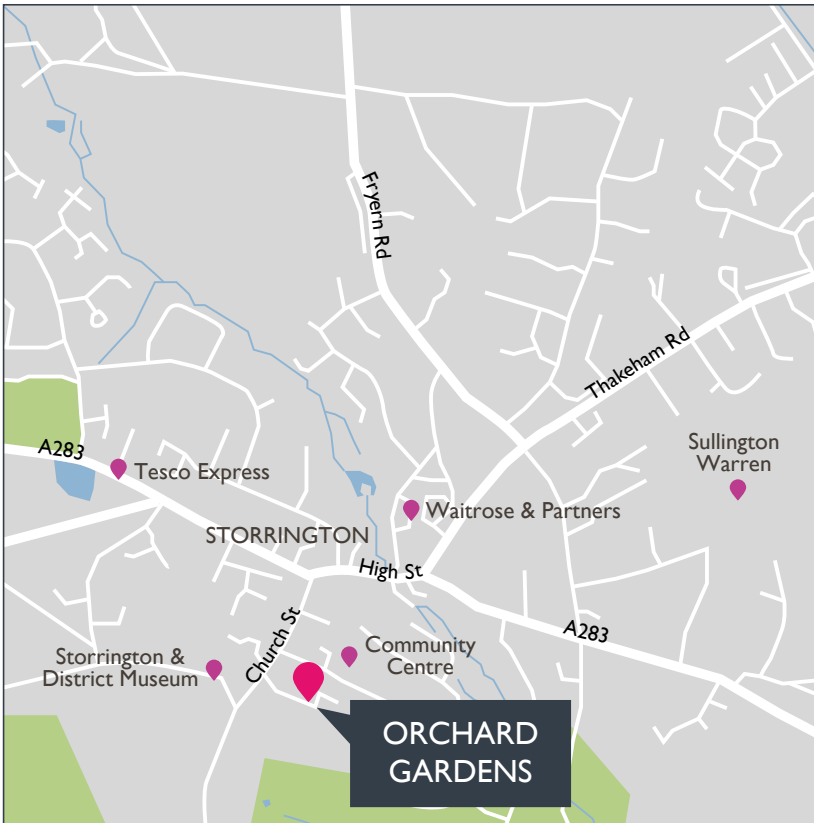 Fryern Rd
Thakeham Rd
A283
Tesco Express
Sullington
Warren
Waitrose & Partners
STORRINGTON
High St
Church St
Community
Centre
A283
Storrington &
District Museum
ORCHARD
GARDENS